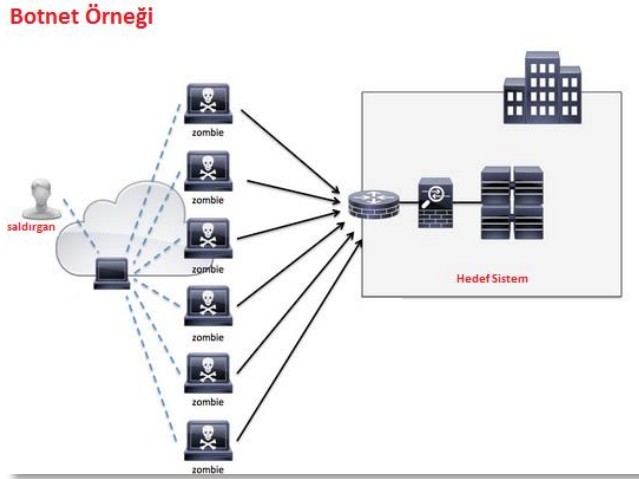 Botnet Örneği
zombie
zombie
saldırgan
zombie
zombie
zombie
zombie
Hedef Sistem